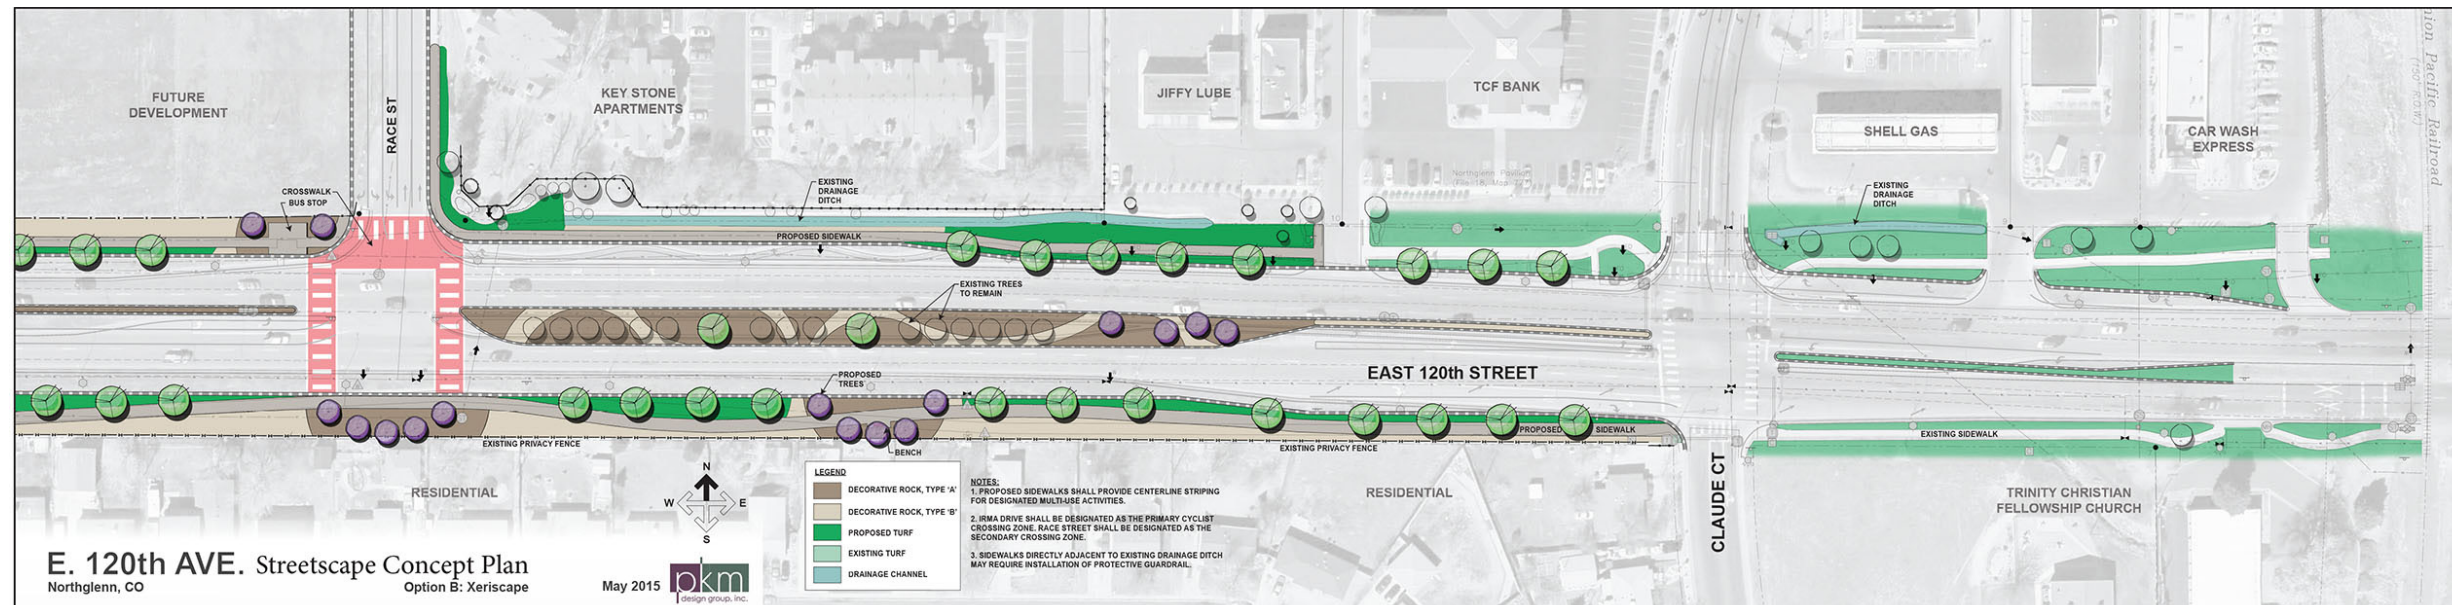 FUTURE
DEVELOPMENT
RACE ST
KEY STONE
APARTMENTS
JIFFY LUBE
TCF BANK
SHELL GAS
CAR WASH
EXPRESS
Union Pacific Railroad
(150' R.O.W.)
CROSSWALK
BUS STOP
EXISTING
DRAINAGE
DITCH
Northglenn Pavilion
EXISTING
DRAINAGE
DITCH
PROPOSED SIDEWALK
EXISTING TREES
TO REMAIN
EAST 120th STREET
PROPOSED
TREES
PROPOSED SIDEWALK
EXISTING SIDEWALK
EXISTING PRIVACY FENCE
BENCH
EXISTING PRIVACY FENCE
CLAUDE CT
RESIDENTIAL
RESIDENTIAL
TRINITY CHRISTIAN
FELLOWSHIP CHURCH
N
W E
S
LEGEND
DECORATIVE ROCK, TYPE 'A'
DECORATIVE ROCK, TYPE 'B'
PROPOSED TURF
EXISTING TURF
DRAINAGE CHANNEL
NOTES:
1. PROPOSED SIDEWALKS SHALL PROVIDE CENTERLINE STRIPING
FOR DESIGNATED MULTI-USE ACTIVITIES.
2. IRMA DRIVE SHALL BE DESIGNATED AS THE PRIMARY CYCLIST
CROSSING ZONE. RACE STREET SHALL BE DESIGNATED AS THE
SECONDARY CROSSING ZONE.
3. SIDEWALKS DIRECTLY ADJACENT TO EXISTING DRAINAGE DITCH
MAY REQUIRE INSTALLATION OF PROTECTIVE GUARDRAIL.
E. 120th AVE. Streetscape Concept Plan
Northglenn, CO
Option B: Xeriscape
May 2015
pkm
design group, inc.